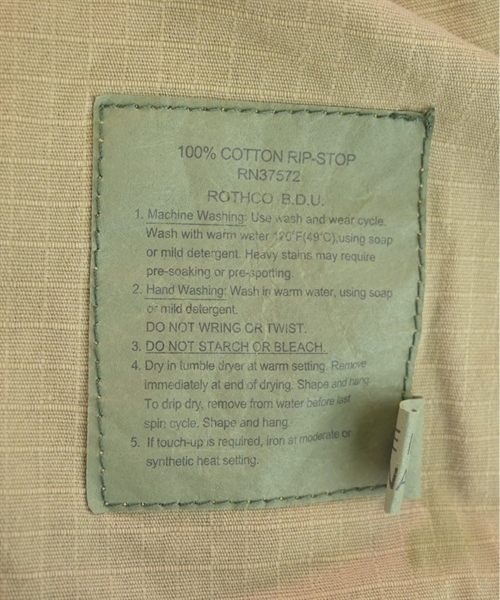 100% COTTON RIP-STOP
RN37572
ROTHCO B.D.U.
1. Machine Washing: Use wash and wear cycle.
Wash with warm water 120°F(49°C),using soap
or mild detergent. Heavy stains may require
pre-soaking or pre-sporting.
2. Hand Washing: Wash in warm water, using soap
or mild detergent.
DO NOT WRING OR TWIST.
3. DO NOT STARCH OR BLEACH.
4. Dry in tumble dryer at warm setting. Remove
immediately at end of drying. Shape and hang
To drip dry, remove from water before last
spin cycle. Shape and hang.
5. If touch-up is required, iron at moderate or
synthetic heat setting.